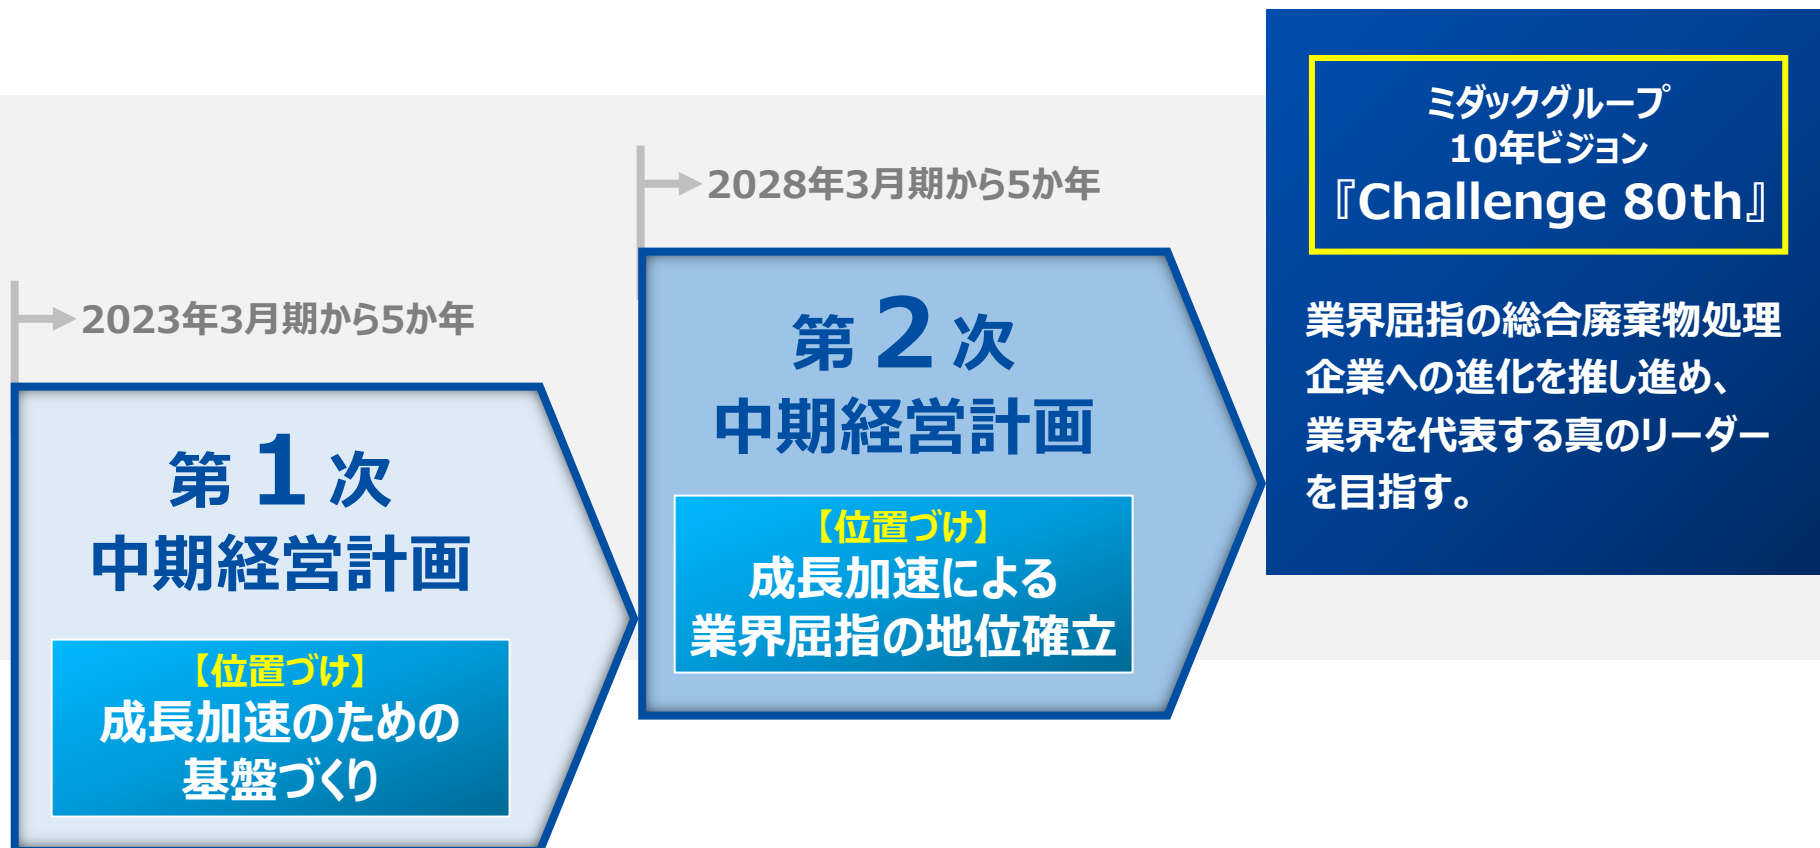 2023年3月期から5か年
第1次
中期経営計画
【位置づけ】
成長加速のための
基盤づくり
2028年3月期から5か年
第2次
中期経営計画
【位置づけ】
成長加速による
業界屈指の地位確立
ミダックグループ
10年ビジョン
『Challenge 80th』
業界屈指の総合廃棄物処理
企業への進化を推し進め、
業界を代表する真のリーダー
を目指す。